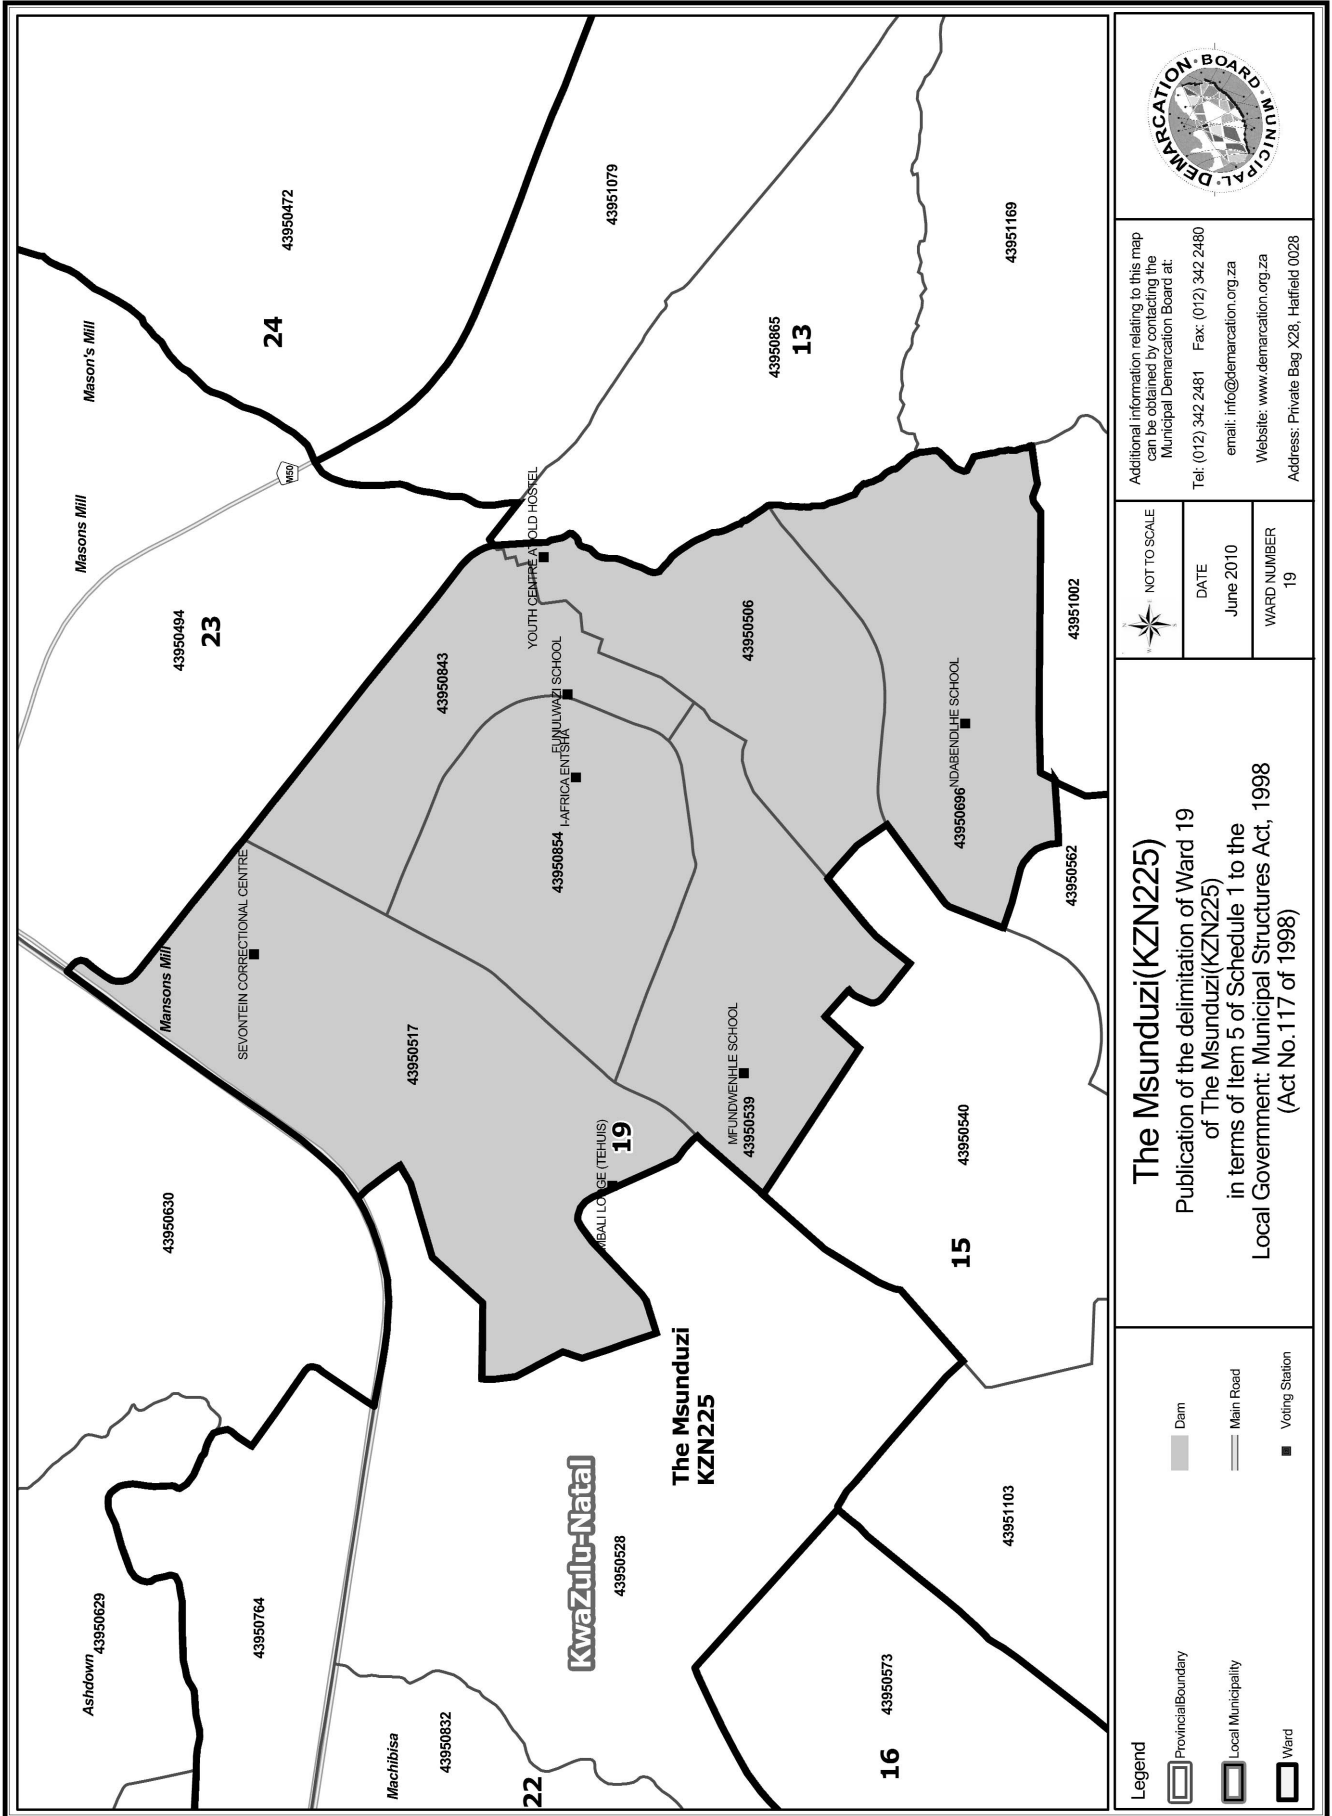 Ashdown
43950629
43950764
Machibisa
43950832
22
43950630
Mansons Mill
SEVONTEIN CORRECTIONAL CENTRE
43950517
43950494
23
Masons Mill
Mason's Mill
M50
24
43950472
43951079
43950843
YOUTH CENTRE AT OLD HOSTEL
FUNULWAZI SCHOOL
I-AFRICA ENTSHA
43950854
19
MBALI LODGE (TEHUIS)
KwaZulu-Natal
43950528
The Msunduzi
KZN225
MFUNDWENHLE SCHOOL
43950539
43950506
43950865
13
43951169
NDABENDLHE SCHOOL
43950696
43951002
43950562
43950540
15
43951103
43950573
16
Legend
ProvincialBoundary
Local Municipality
Ward
Dam
Main Road
Voting Station
The Msunduzi(KZN225)
Publication of the delimitation of Ward 19
of The Msunduzi(KZN225)
in terms of Item 5 of Schedule 1 to the
Local Government: Municipal Structures Act, 1998
(Act No.117 of 1998)
N
E
S
W
NOT TO SCALE
DATE
June 2010
WARD NUMBER
19
Additional information relating to this map
can be obtained by contacting the
Municipal Demarcation Board at:
Tel: (012) 342 2481 Fax: (012) 342 2480
email: info@demarcation.org.za
Website: www.demarcation.org.za
Address: Private Bag X28, Hatfield 0028
MUNICIPAL DEMARCATION BOARD